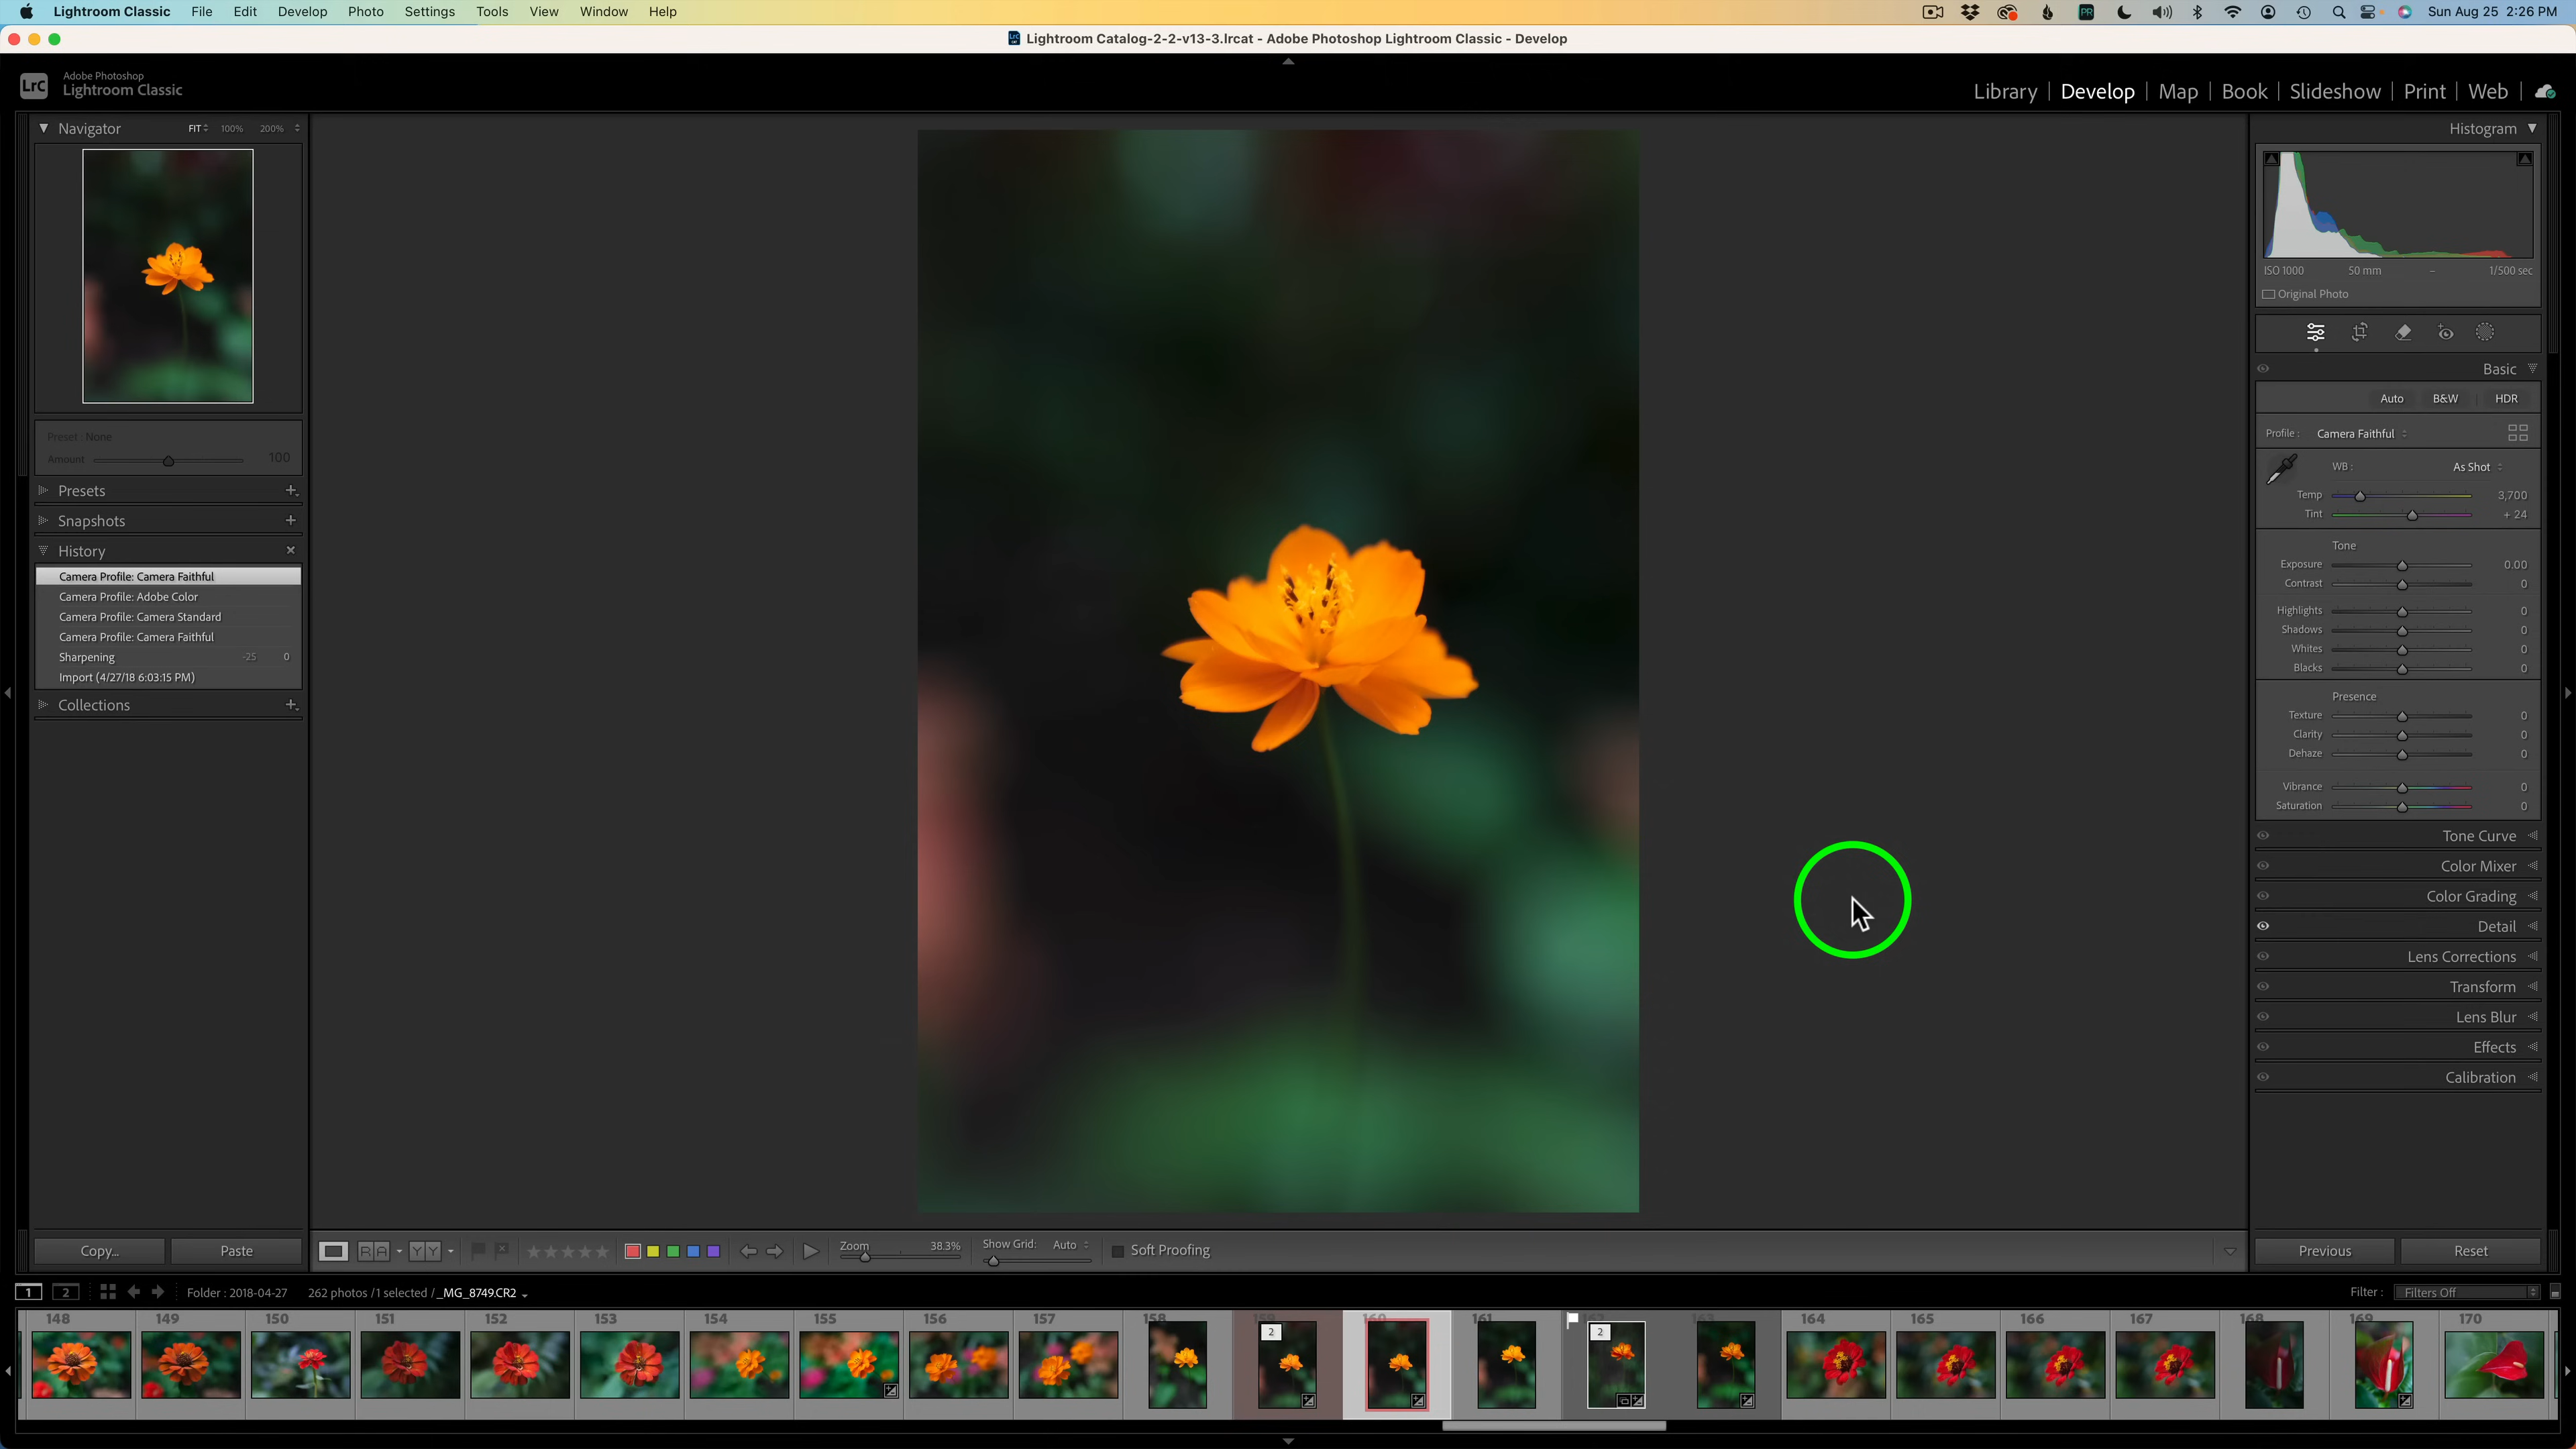 Lightroom Classic File Edit Develop Photo Settings Tools View Window Help
PR Sun Aug 25 2:26 PM
Lightroom Catalog-2-2-v13-3.lrcat - Adobe Photoshop Lightroom Classic - Develop
LrC Adobe Photoshop
Lightroom Classic
Library | Develop | Map | Book | Slideshow | Print | Web
Navigator FIT 100% 200%
Preset: None
Amount 100
Presets
Snapshots
History
Camera Profile: Camera Faithful
Camera Profile: Adobe Color
Camera Profile: Camera Standard
Camera Profile: Camera Faithful
Sharpening -25 0
Import (4/27/18 6:03:15 PM)
Collections
Histogram
ISO 1000 50 mm – 1/500 sec
Original Photo
Basic
Auto B&W HDR
Profile: Camera Faithful
WB: As Shot
Temp 3,700
Tint + 24
Tone
Exposure 0.00
Contrast 0
Highlights 0
Shadows 0
Whites 0
Blacks 0
Presence
Texture 0
Clarity 0
Dehaze 0
Vibrance 0
Saturation 0
Tone Curve
Color Mixer
Color Grading
Detail
Lens Corrections
Transform
Lens Blur
Effects
Calibration
Copy... Paste
R A Y Y Zoom 38.3% Show Grid: Auto Soft Proofing
Previous Reset
1 2 Folder : 2018-04-27 262 photos /1 selected /_MG_8749.CR2
Filter : Filters Off
148 149 150 151 152 153 154 155 156 157 158 159 160 161 162 163 164 165 166 167 168 169 170
2 2